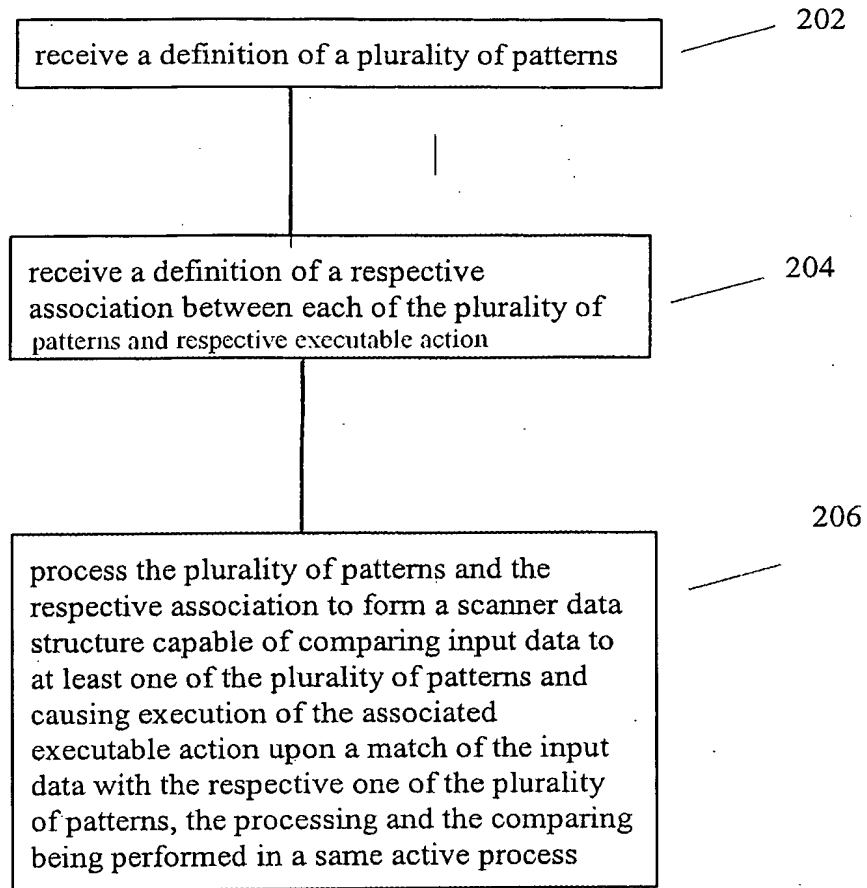 202
receive a definition of a plurality of patterns
204
receive a definition of a respective
association between each of the plurality of
patterns and respective executable action
206
process the plurality of patterns and the
respective association to form a scanner data
structure capable of comparing input data to
at least one of the plurality of patterns and
causing execution of the associated
executable action upon a match of the input
data with the respective one of the plurality
of patterns, the processing and the comparing
being performed in a same active process